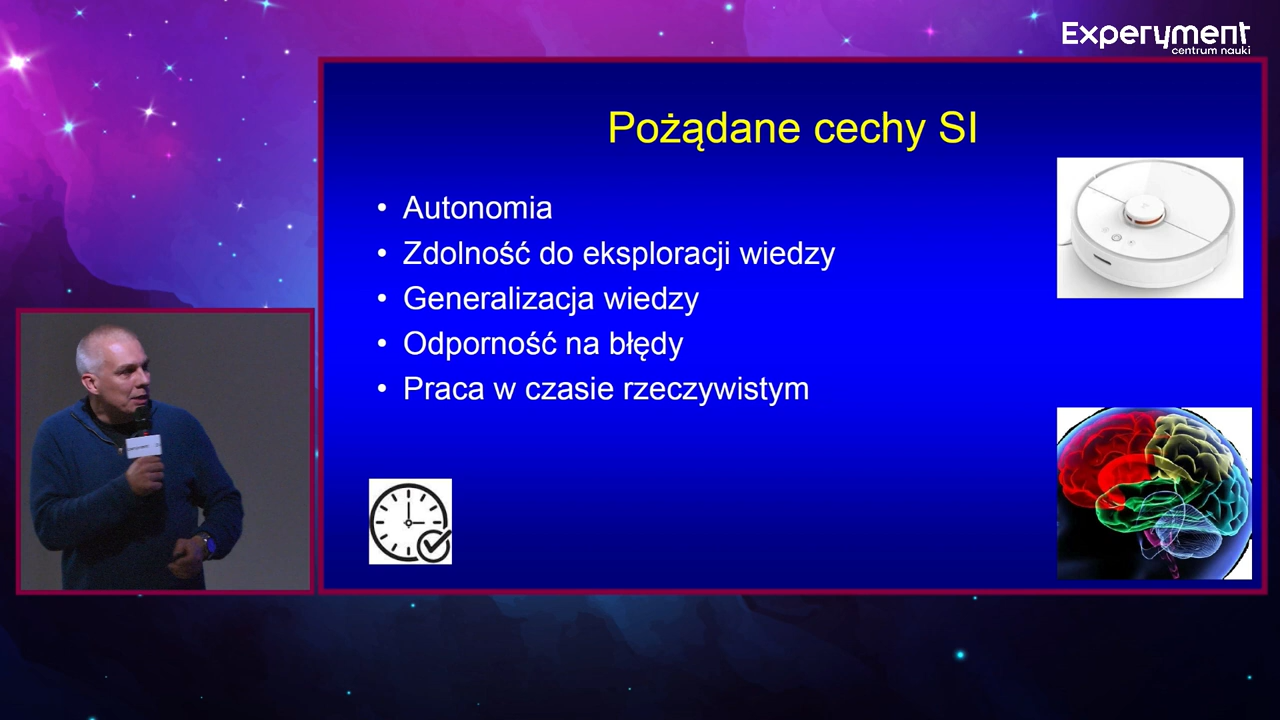 Experyment
centrum nauki
Pożądane cechy SI
• Autonomia
• Zdolność do eksploracji wiedzy
• Generalizacja wiedzy
• Odporność na błędy
• Praca w czasie rzeczywistym